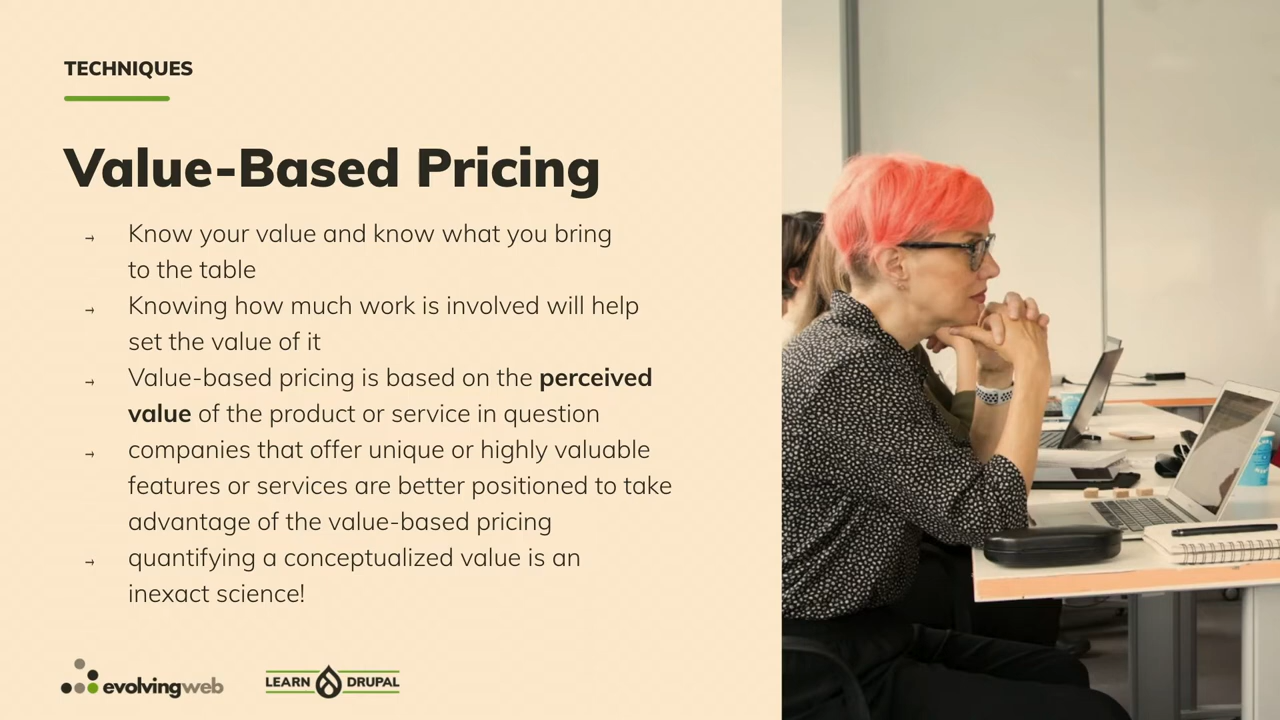 TECHNIQUES
Value-Based Pricing
→ Know your value and know what you bring
to the table
→ Knowing how much work is involved will help
set the value of it
→ Value-based pricing is based on the perceived
value of the product or service in question
→ companies that offer unique or highly valuable
features or services are better positioned to take
advantage of the value-based pricing
→ quantifying a conceptualized value is an
inexact science!
evolvingweb
LEARN DRUPAL